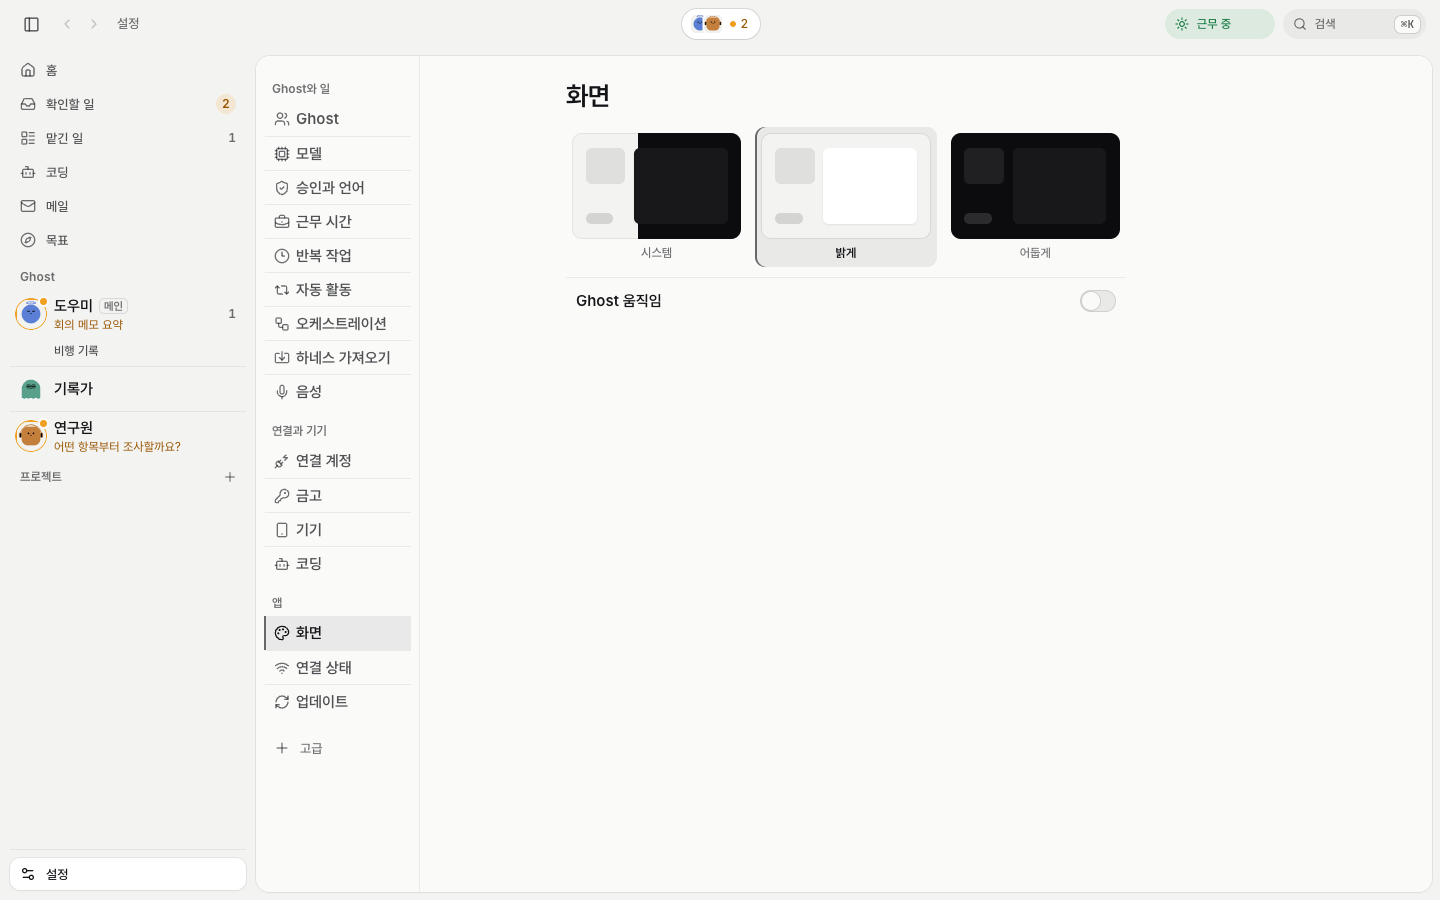 설정
2
근무 중
검색
⌘K
홈
확인할 일
2
맡긴 일
1
코딩
메일
목표
Ghost
도우미
메인
회의 메모 요약
1
비행 기록
기록가
연구원
어떤 항목부터 조사할까요?
프로젝트
설정
Ghost와 일
Ghost
모델
승인과 언어
근무 시간
반복 작업
자동 활동
오케스트레이션
하네스 가져오기
음성
연결과 기기
연결 계정
금고
기기
코딩
앱
화면
연결 상태
업데이트
고급
화면
시스템
밝게
어둡게
Ghost 움직임